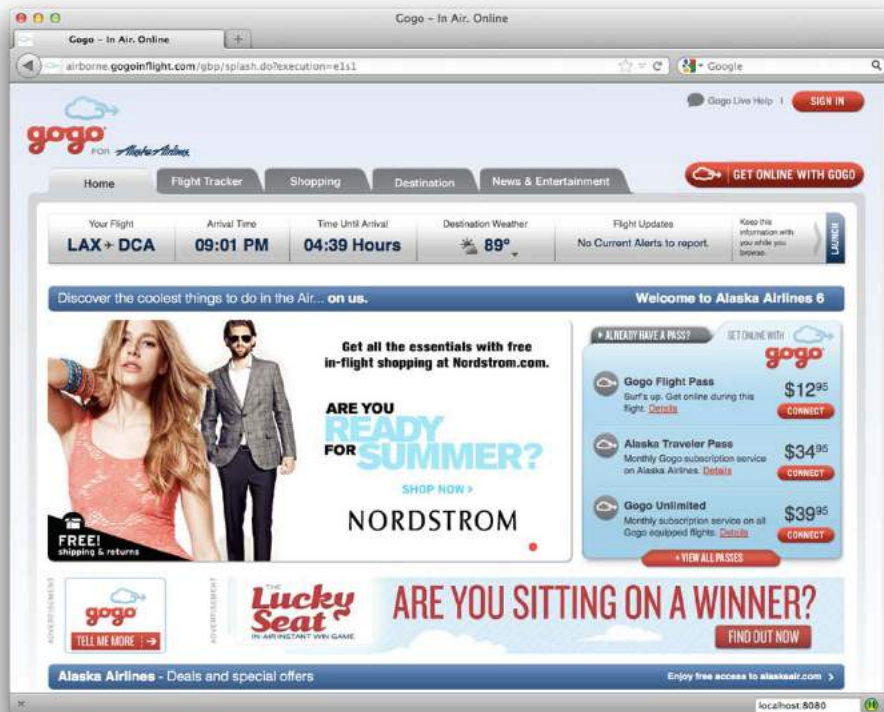 Gogo – In Air. Online
Gogo – In Air. Online
airborne.gogoinflight.com/gbp/splash.do?execution=e1s1
Google
Gogo Live Help | SIGN IN
gogo
FOR Alaska Airlines
Home
Flight Tracker
Shopping
Destination
News & Entertainment
GET ONLINE WITH GOGO
Your Flight
LAX DCA
Arrival Time
09:01 PM
Time Until Arrival
04:39 Hours
Destination Weather
89°
Flight Updates
No Current Alerts to report.
Keep this
information with
you while you
browse.
LAUNCH
Discover the coolest things to do in the Air... on us.
Welcome to Alaska Airlines 6
Get all the essentials with free
in-flight shopping at Nordstrom.com.
ARE YOU
READY
FOR SUMMER?
SHOP NOW >
NORDSTROM
FREE!
shipping & returns
ALREADY HAVE A PASS?
GET ONLINE WITH
gogo
Gogo Flight Pass
Surf's up. Get online during this
flight. Details
$12.95
CONNECT
Alaska Traveler Pass
Monthly Gogo subscription service
on Alaska Airlines. Details
$34.95
CONNECT
Gogo Unlimited
Monthly subscription service on all
Gogo equipped flights. Details
$39.95
CONNECT
+ VIEW ALL PASSES
ADVERTISEMENT
gogo
TELL ME MORE
ADVERTISEMENT
THE
Lucky
Seat
IN-AIR INSTANT WIN GAME
ARE YOU SITTING ON A WINNER?
FIND OUT NOW
Alaska Airlines - Deals and special offers
Enjoy free access to alaskaair.com >
localhost:8080